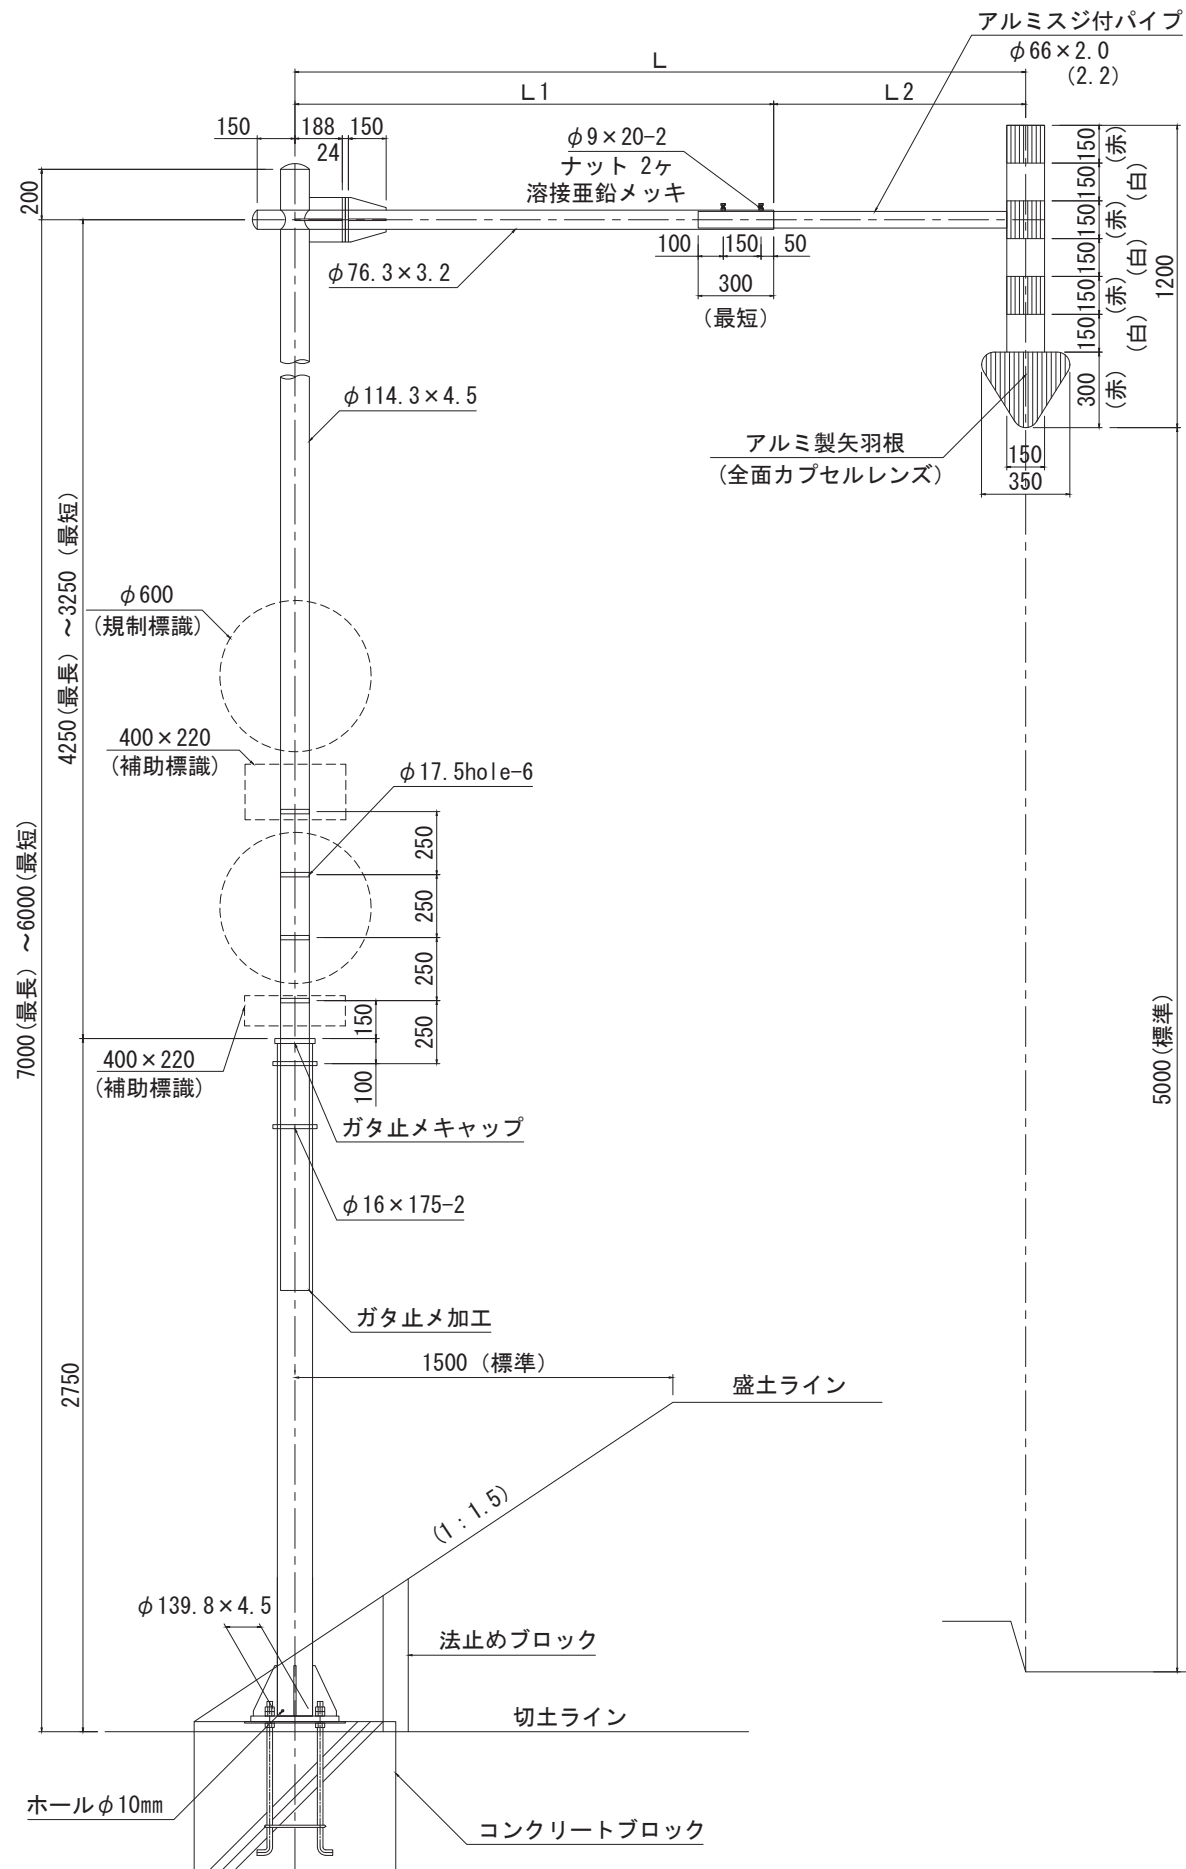 アルミスジ付パイプ
φ66×2.0
(2.2)
L
L1
L2
150
188
150
24
φ9×20-2
ナット 2ヶ
溶接亜鉛メッキ
200
φ76.3×3.2
100
150
50
300
(最短)
150
(赤)
150
(白)
150
(赤)
150
(白)
150
(赤)
150
(白)
300
(赤)
1200
φ114.3×4.5
アルミ製矢羽根
(全面カプセルレンズ)
150
350
4250(最長) ~3250 (最短)
φ600
(規制標識)
400×220
(補助標識)
φ17.5hole-6
250
250
250
250
150
100
7000(最長) ~6000(最短)
400×220
(補助標識)
5000(標準)
ガタ止メキャップ
φ16×175-2
ガタ止メ加工
1500 (標準)
盛土ライン
2750
(1:1.5)
φ139.8×4.5
法止めブロック
切土ライン
ホールφ10mm
コンクリートブロック